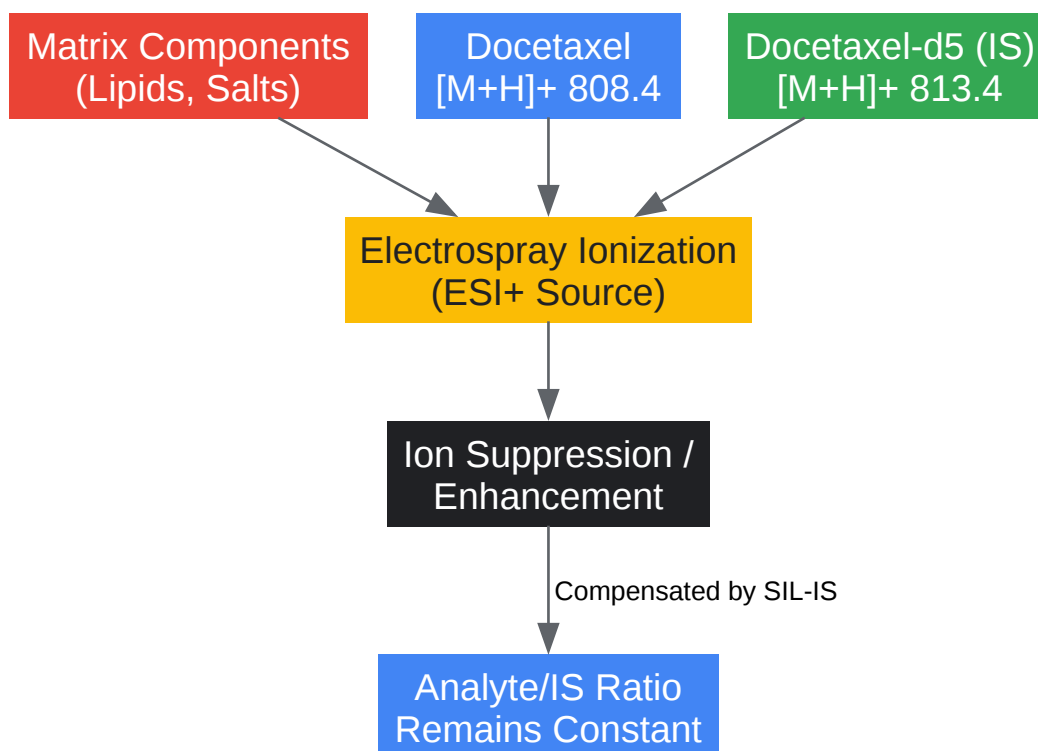 Matrix Components
(Lipids, Salts)
Docetaxel
[M+H]+ 808.4
Docetaxel-d5 (IS)
[M+H]+ 813.4
Electrospray Ionization
(ESI+ Source)
Ion Suppression /
Enhancement
Compensated by SIL-IS
Analyte/IS Ratio
Remains Constant